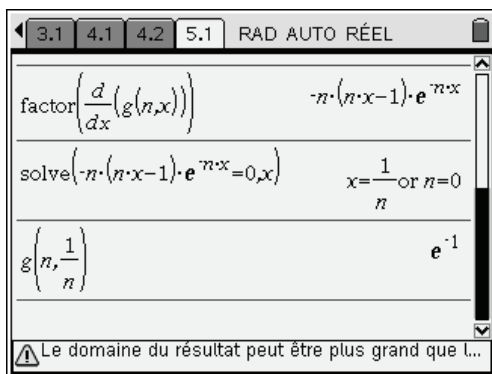 3.1 4.1 4.2 5.1 RAD AUTO RÉEL
factor(d/dx(g(n,x))) -n·(n·x−1)·e^-n·x
solve(-n·(n·x−1)·e^-n·x=0,x) x=1/n or n=0
g(n,1/n) e^-1
Le domaine du résultat peut être plus grand que l...